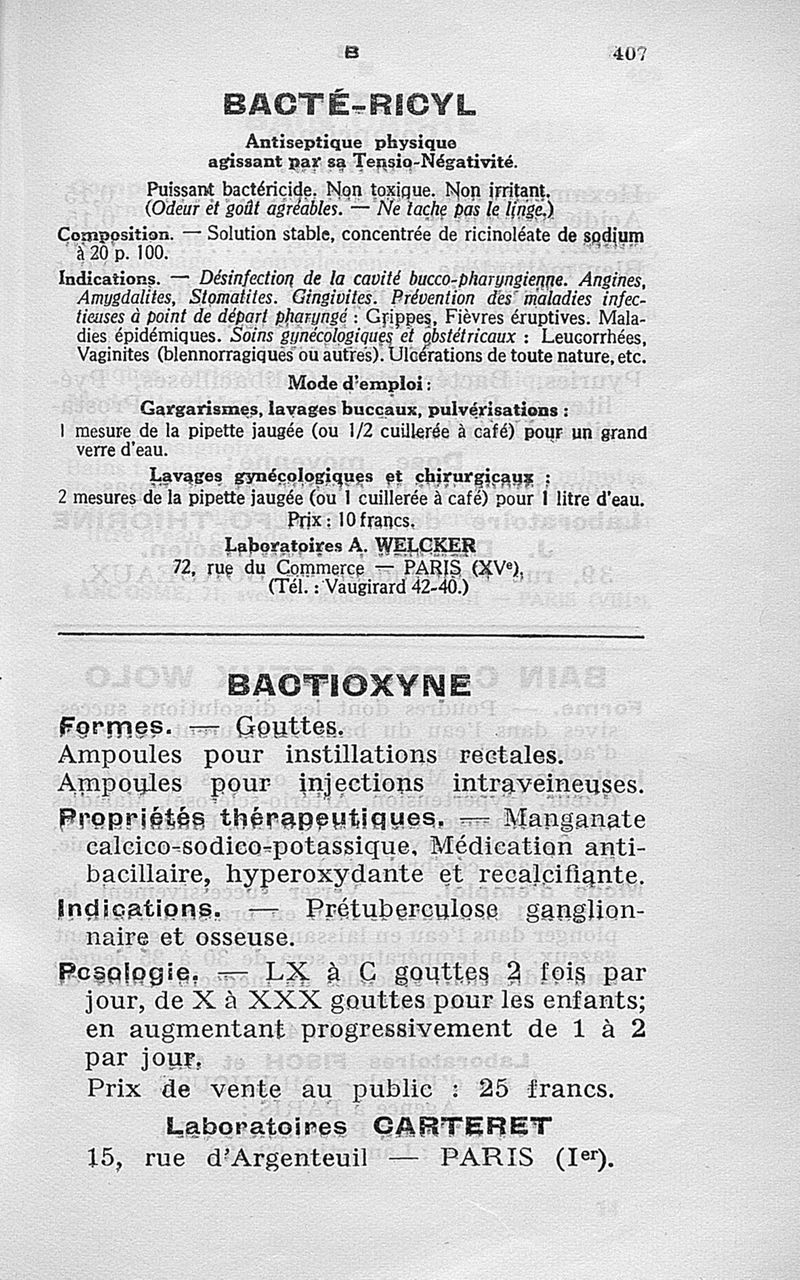 B 407
BACTÉ-RICYL
Antiseptique physique
agissant par sa Tensio-Négativité.
Puissant bactéricide. Non toxique. Non irritant.
(Odeur et goût agréables. — Ne tache pas le linge.)
Composition. — Solution stable, concentrée de ricinoléate de sodium
à 20 p. 100.
Indications. — Désinfection de la cavité bucco-pharyngienne. Angines,
Amygdalites, Stomatites. Gingivites. Prévention des maladies infec-
tieuses à point de départ pharyngé : Grippes, Fièvres éruptives. Mala-
dies épidémiques. Soins gynécologiques et obstétricaux : Leucorrhées,
Vaginites (blennorragiques ou autres). Ulcérations de toute nature, etc.
Mode d'emploi :
Gargarismes, lavages buccaux, pulvérisations :
1 mesure de la pipette jaugée (ou 1/2 cuillerée à café) pour un grand
verre d'eau.
Lavages gynécologiques et chirurgicaux :
2 mesures de la pipette jaugée (ou 1 cuillerée à café) pour 1 litre d'eau.
Prix : 10 francs.
Laboratoires A. WELCKER
72, rue du Commerce — PARIS (XVe),
(Tél. : Vaugirard 42-40.)
BACTIOXYNE
Formes. — Gouttes.
Ampoules pour instillations rectales.
Ampoules pour injections intraveineuses.
Propriétés thérapeutiques. — Manganate
calcico-sodico-potassique, Médication anti-
bacillaire, hyperoxydante et recalcifiante.
Indications. — Prétuberculose ganglion-
naire et osseuse.
Posologie. — LX à C gouttes 2 fois par
jour, de X à XXX gouttes pour les enfants;
en augmentant progressivement de 1 à 2
par jour.
Prix de vente au public : 25 francs.
Laboratoires CARTERET
15, rue d'Argenteuil — PARIS (Ier).